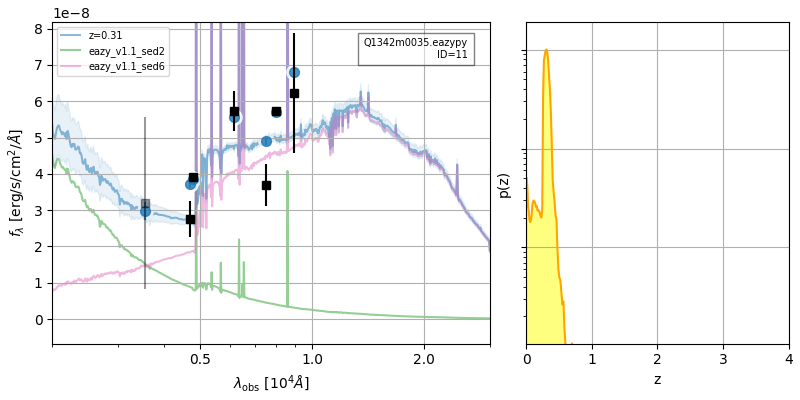 1e−8
z=0.31
eazy_v1.1_sed2
eazy_v1.1_sed6
Q1342m0035.eazypy
ID=11
8
7
6
5
4
3
2
1
0
f_λ [erg/s/cm²/Å]
0.5
1.0
2.0
λ_obs [10⁴Å]
p(z)
0
1
2
3
4
z